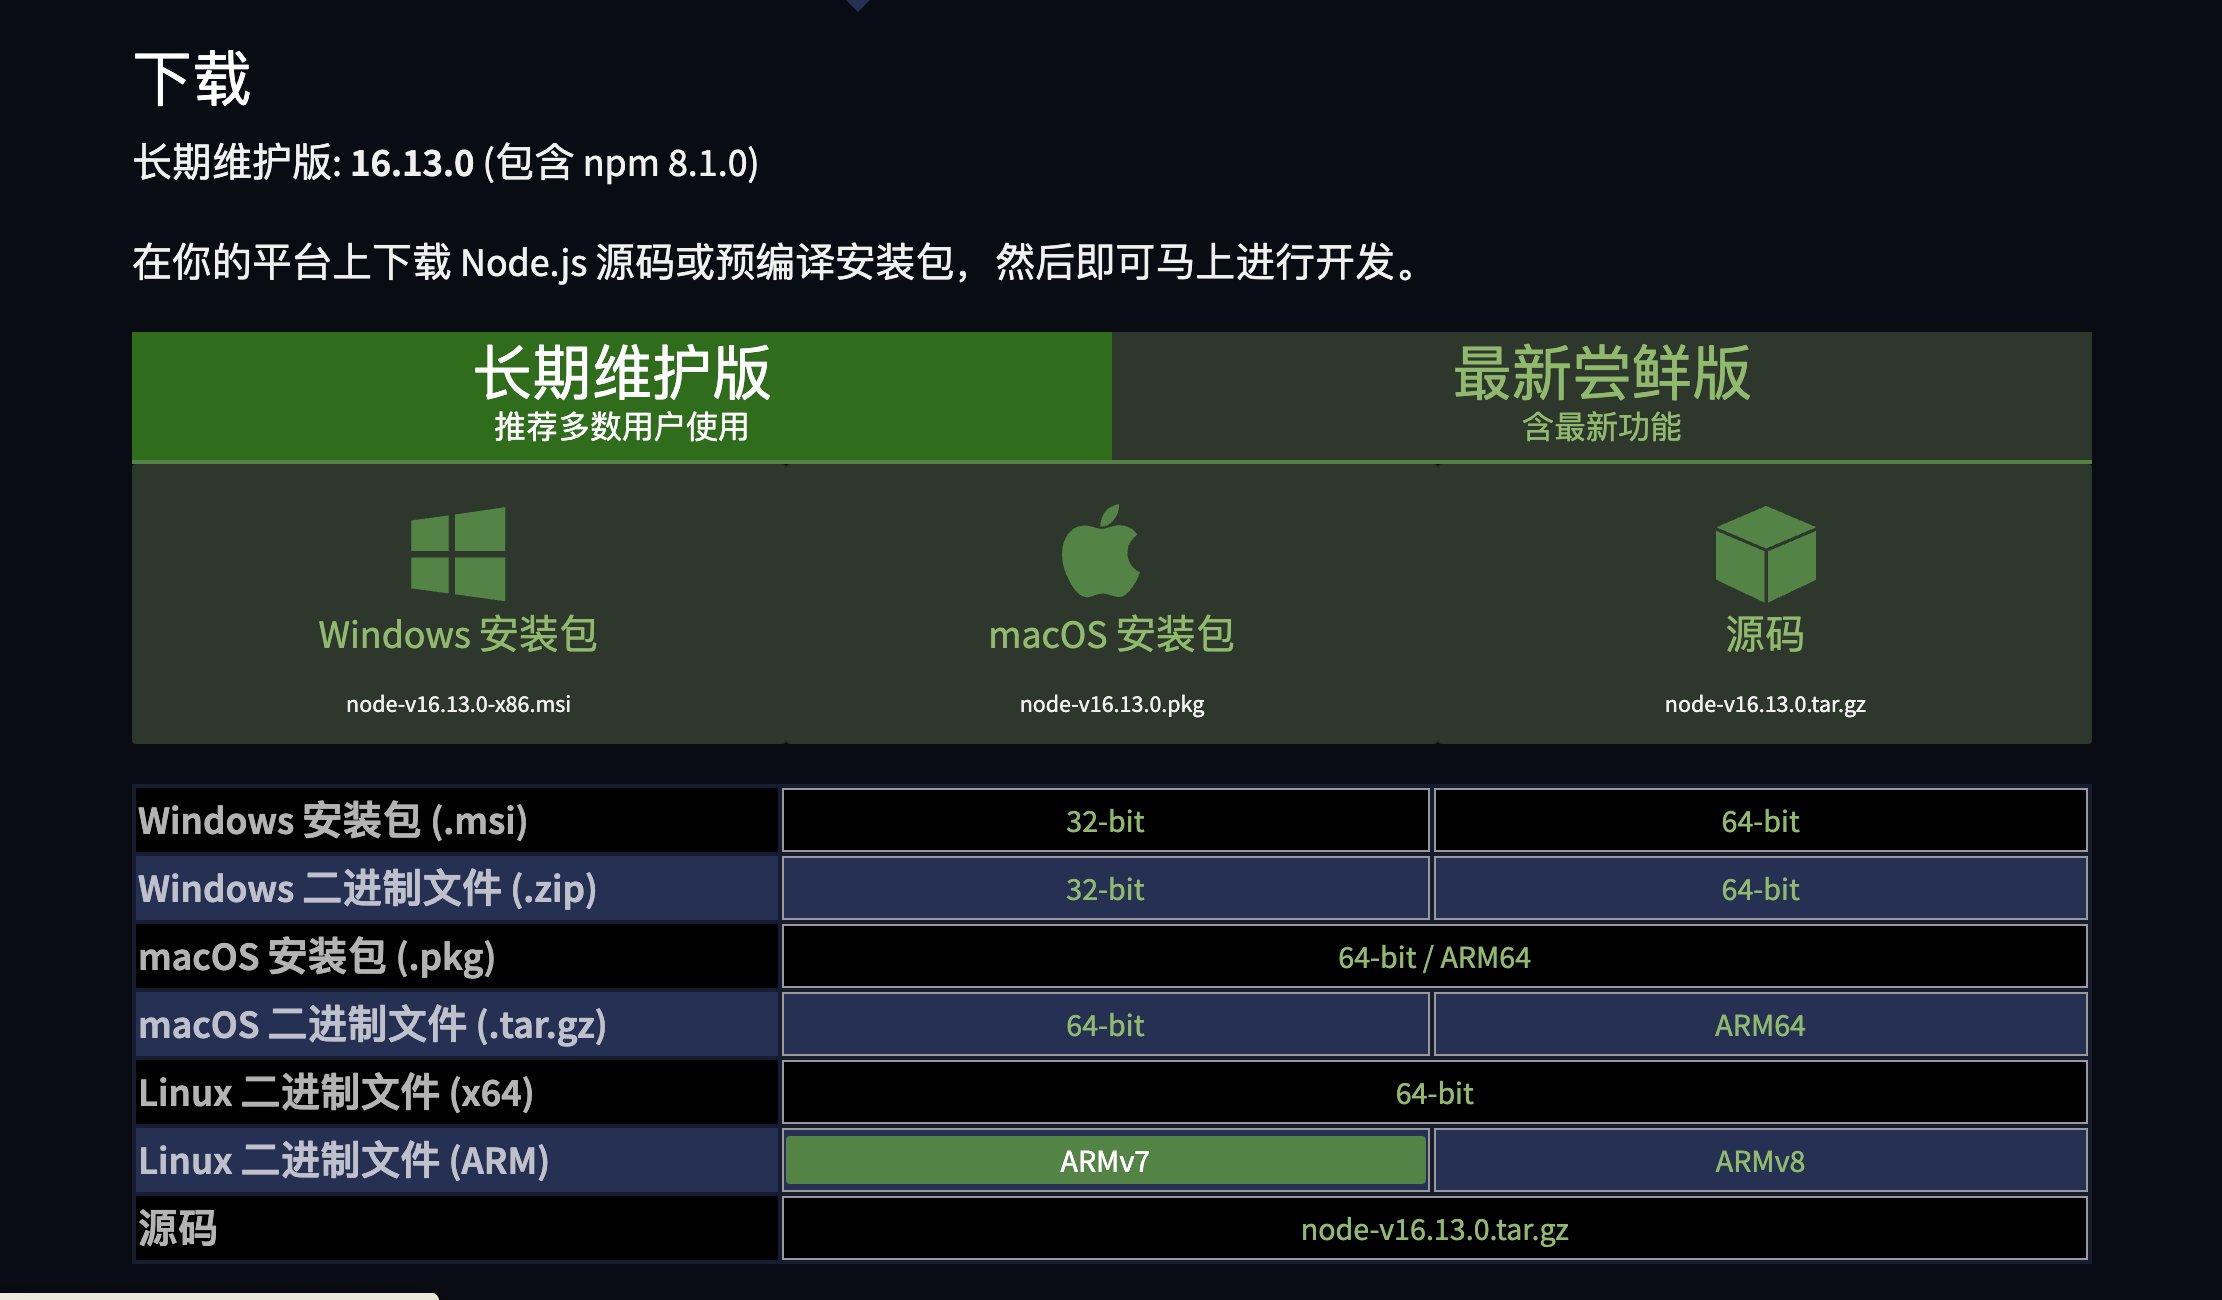 下载
长期维护版: 16.13.0 (包含 npm 8.1.0)
在你的平台上下载 Node.js 源码或预编译安装包，然后即可马上进行开发。
长期维护版
推荐多数用户使用
最新尝鲜版
含最新功能
Windows 安装包
node-v16.13.0-x86.msi
macOS 安装包
node-v16.13.0.pkg
源码
node-v16.13.0.tar.gz
Windows 安装包 (.msi) 32-bit 64-bit
Windows 二进制文件 (.zip) 32-bit 64-bit
macOS 安装包 (.pkg) 64-bit / ARM64
macOS 二进制文件 (.tar.gz) 64-bit ARM64
Linux 二进制文件 (x64) 64-bit
Linux 二进制文件 (ARM) ARMv7 ARMv8
源码 node-v16.13.0.tar.gz